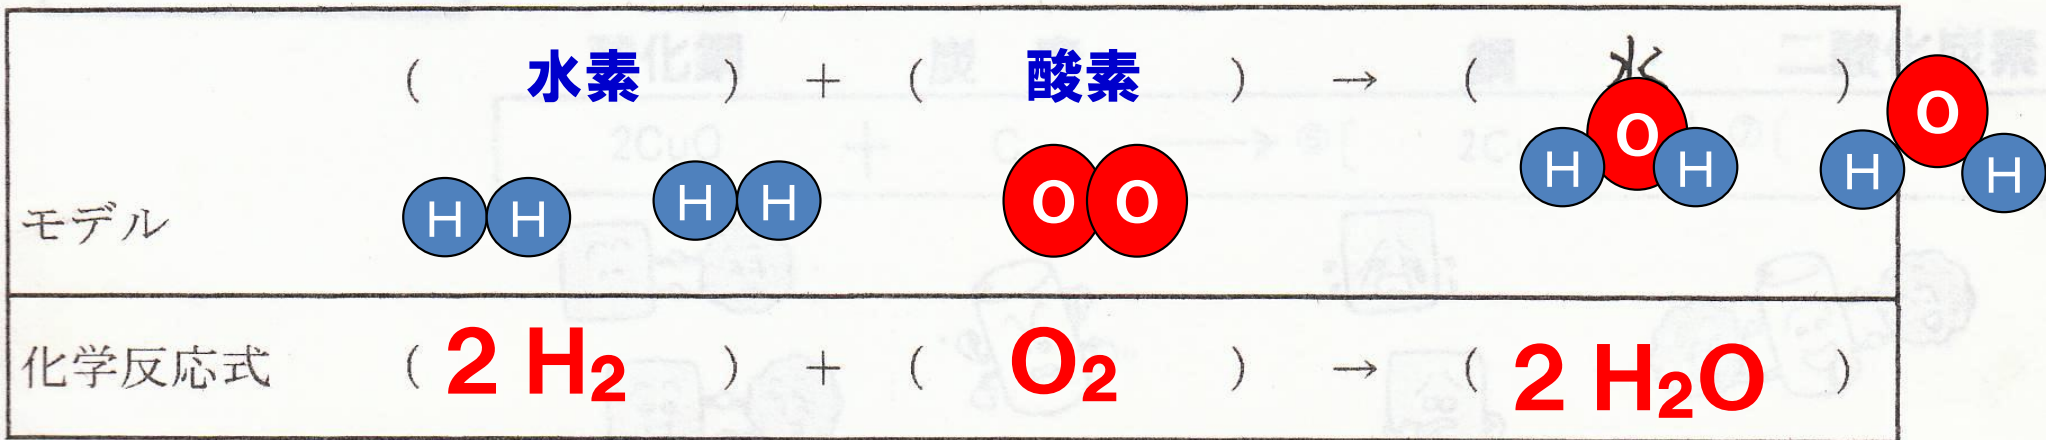 ( 水素 ) + ( 酸素 ) → ( 水 )
モデル H H H H O O H O H H O H
化学反応式 ( 2 H₂ ) + ( O₂ ) → ( 2 H₂O )